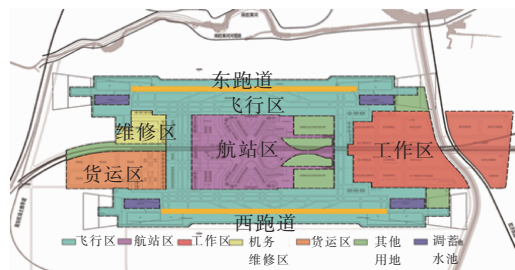 东跑道
飞行区
维修区
航站区
工作区
货运区
西跑道
飞行区 航站区 工作区 机务维修区 货运区 其他用地 调蓄水池